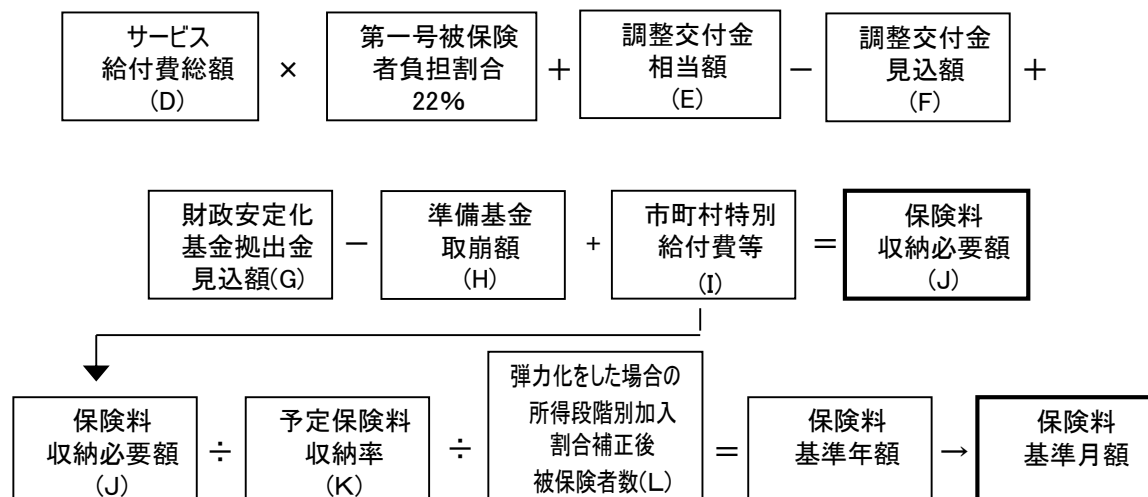 サービス
給付費総額
(D)
×
第一号被保険
者負担割合
22%
＋
調整交付金
相当額
(E)
－
調整交付金
見込額
(F)
＋
財政安定化
基金拠出金
見込額(G)
－
準備基金
取崩額
(H)
+
市町村特別
給付費等
(I)
＝
保険料
収納必要額
(J)
保険料
収納必要額
(J)
÷
予定保険料
収納率
(K)
÷
弾力化をした場合の
所得段階別加入
割合補正後
被保険者数(L)
＝
保険料
基準年額
→
保険料
基準月額